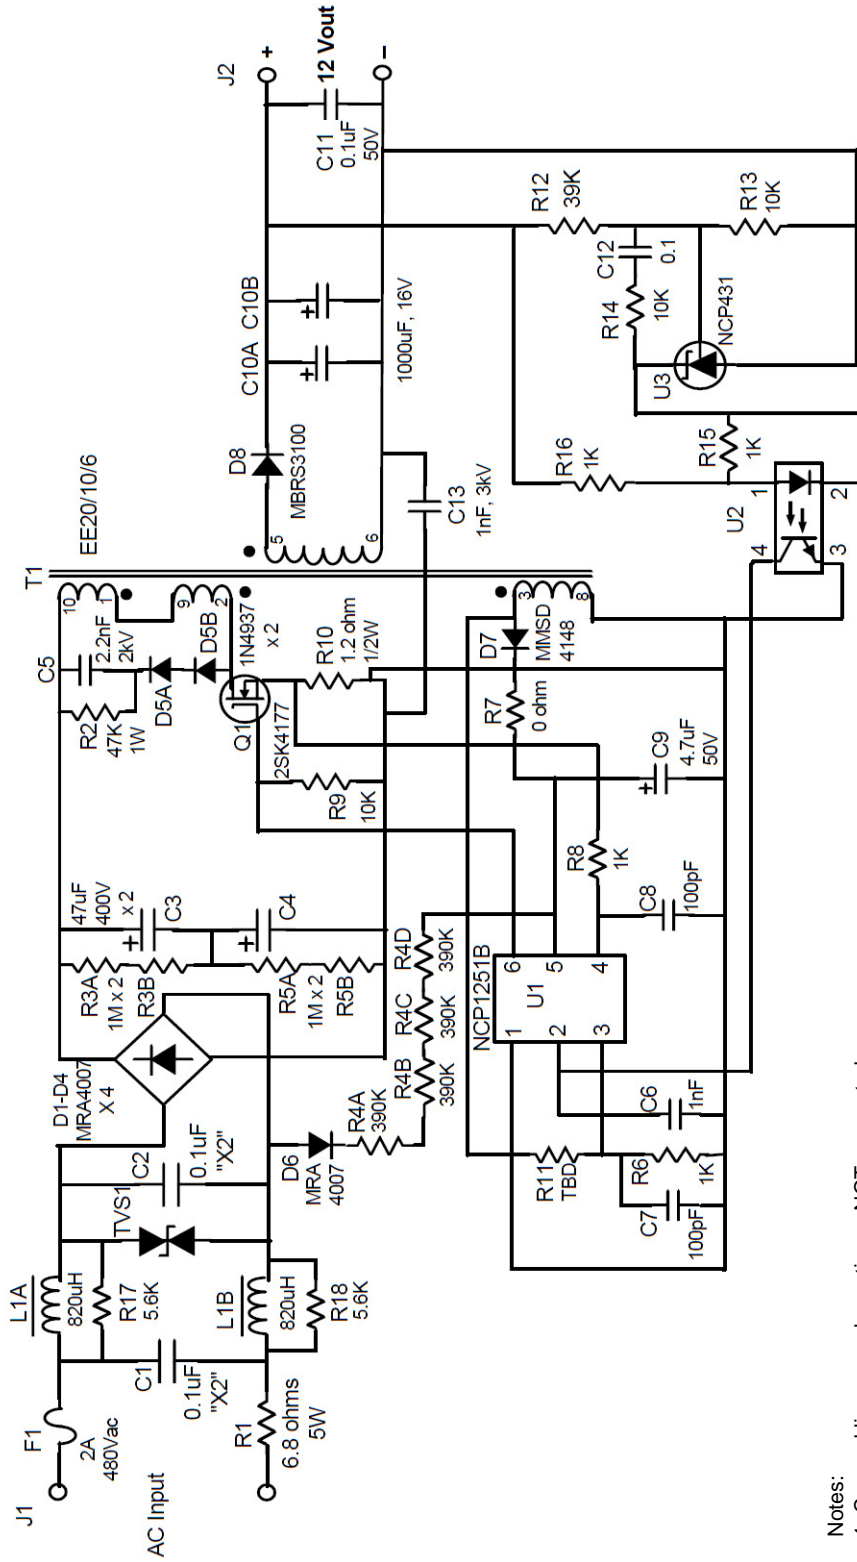 J1
F1
2A
480Vac
AC Input
L1A
820uH
R17
5.6K
C1
0.1uF
"X2"
R1
6.8 ohms
5W
L1B
820uH
R18
5.6K
TVS1
C2
0.1uF
"X2"
D1-D4
MRA4007
X 4
D6
MRA
4007
R4A
390K
R4B
390K
R4C
390K
R4D
390K
R3A
1M x 2
R3B
R5A
1M x 2
R5B
47uF
400V
x 2
C3
C4
R2
47K
1W
C5
2.2nF
2kV
D5A
D5B
1N4937
x 2
Q1
2SK4177
R9
10K
R10
1.2 ohm
1/2W
T1
EE20/10/6
10
1
9
2
5
6
3
8
D8
MBRS3100
C10A
C10B
1000uF, 16V
C11
0.1uF
50V
J2
+
12 Vout
−
C13
1nF, 3kV
D7
MMSD
4148
R7
0 ohm
C9
4.7uF
50V
R8
1K
C8
100pF
NCP1251B
U1
1
2
3
4
5
6
R11
TBD
R6
1K
C7
100pF
C6
1nF
R16
1K
R15
1K
U2
1
2
3
4
R12
39K
C12
0.1
R14
10K
R13
10K
U3
NCP431
Notes: